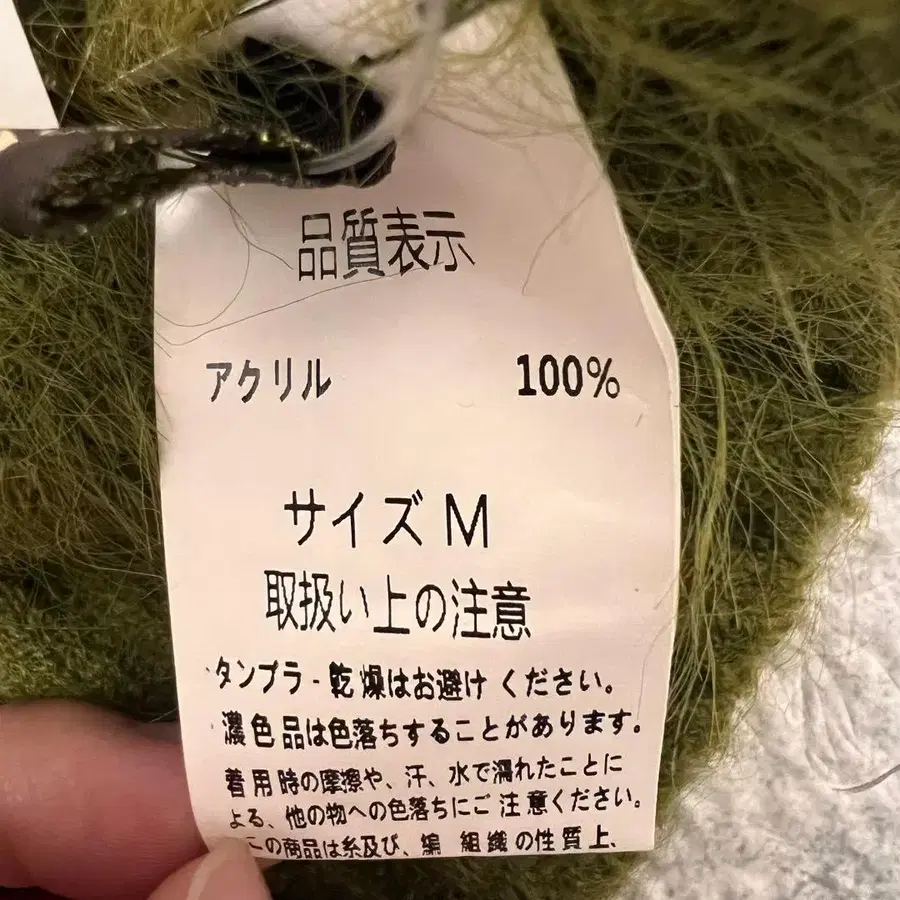 品質表示
アクリル 100%
サイズ M
取扱い上の注意
・タンプラ-乾燥はお避けください。
濃色品は色落ちすることがあります。
着用時の摩擦や、汗、水で濡れたことに
よる、他の物への色落ちにご注意ください。
この商品は糸及び、編 組織の性質上、